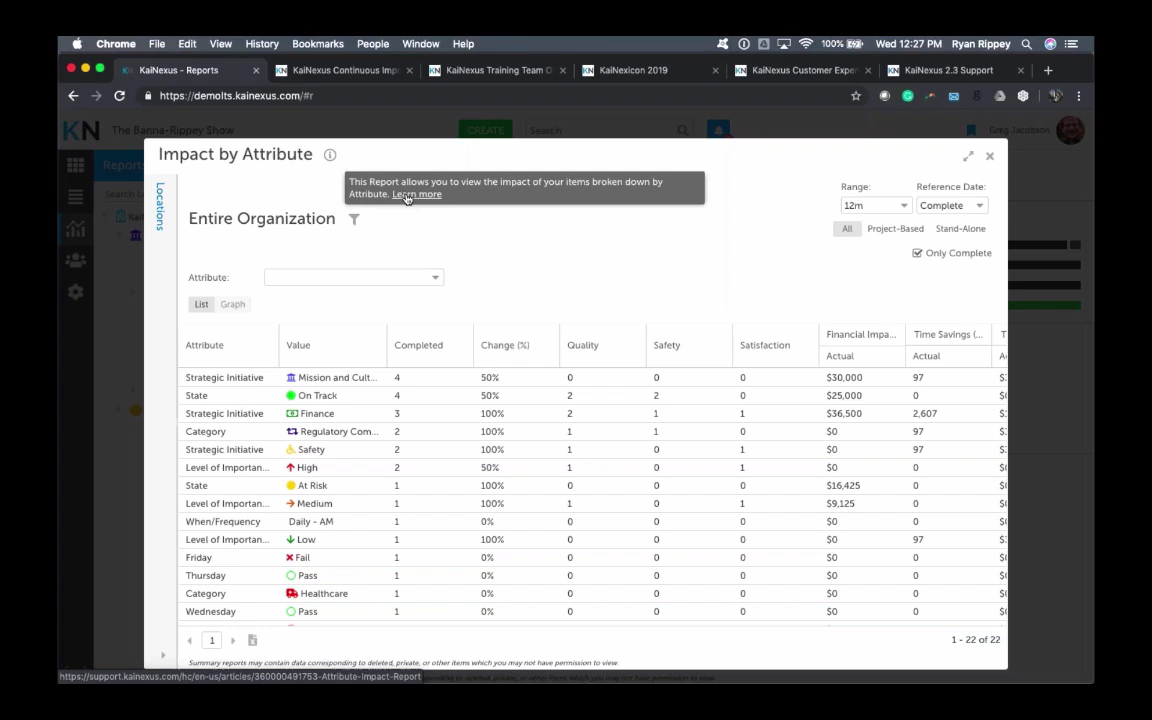 Chrome File Edit View History Bookmarks People Window Help 100% Wed 12:27 PM Ryan Rippey
KaiNexus - Reports KaiNexus Continuous Imp KaiNexus Training Team O KaiNexicon 2019 KaiNexus Customer Exper KaiNexus 2.3 Support
https://demolts.kainexus.com/#r
KN The Banna-Rippey Show CREATE Search Greg Jacobson
Reports
Impact by Attribute
Locations
This Report allows you to view the impact of your items broken down by
Attribute. Learn more
Range: Reference Date:
12m Complete
Entire Organization
All Project-Based Stand-Alone
Only Complete
Attribute:
List Graph
Attribute Value Completed Change (%) Quality Safety Satisfaction Financial Impa... Time Savings (...
Actual Actual
Strategic Initiative Mission and Cult... 4 50% 0 0 0 $30,000 97
State On Track 4 50% 2 2 0 $25,000 0
Strategic Initiative Finance 3 100% 2 1 1 $36,500 2,607
Category Regulatory Com... 2 100% 1 1 0 $0 97
Strategic Initiative Safety 2 100% 1 0 1 $0 97
Level of Importan... High 2 50% 1 0 1 $0 0
State At Risk 1 100% 0 0 0 $16,425 0
Level of Importan... Medium 1 100% 1 0 1 $9,125 0
When/Frequency Daily - AM 1 0% 0 0 0 $0 0
Level of Importan... Low 1 100% 0 0 0 $0 97
Friday Fail 1 0% 0 0 0 $0 0
Thursday Pass 1 0% 0 0 0 $0 0
Category Healthcare 1 0% 0 0 0 $0 0
Wednesday Pass 1 0% 0 0 0 $0 0
1 1 - 22 of 22
Summary reports may contain data corresponding to deleted, private, or other items which you may not have permission to view.
https://support.kainexus.com/hc/en-us/articles/360000491753-Attribute-Impact-Report